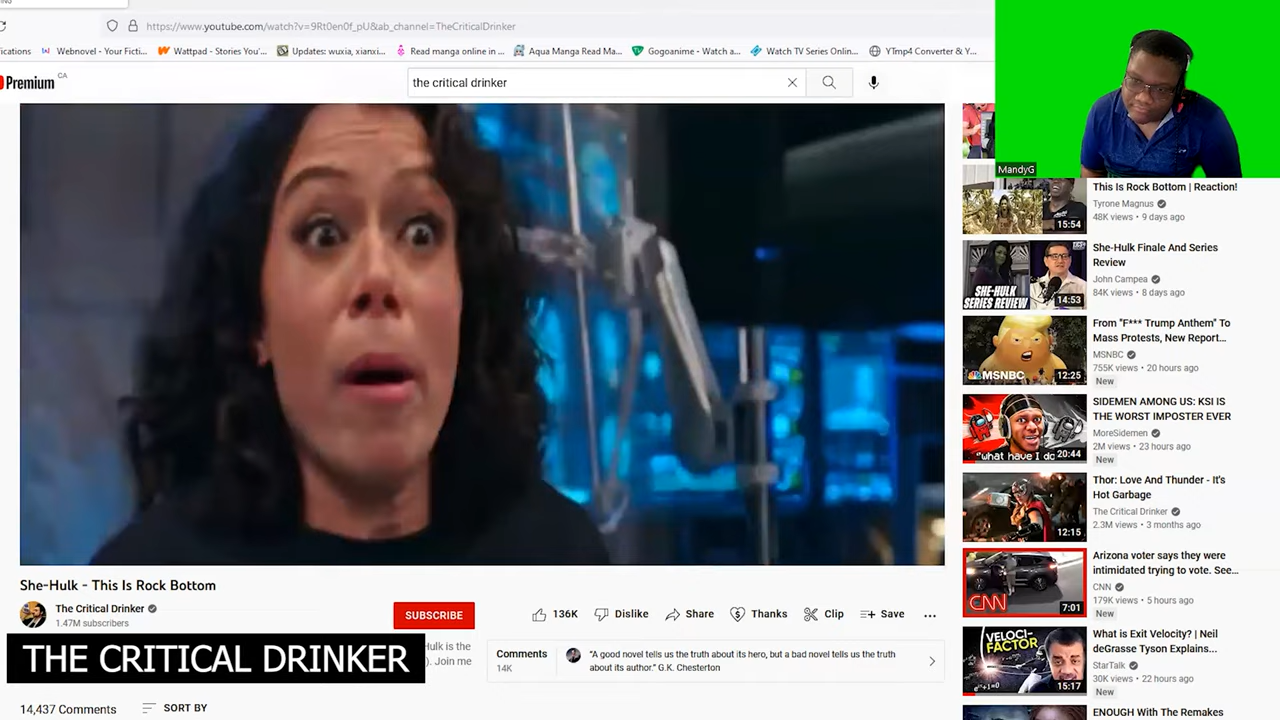 https://www.youtube.com/watch?v=9Rt0en0f_pU&ab_channel=TheCriticalDrinker
ications
Webnovel - Your Ficti...
Wattpad - Stories You'...
Updates: wuxia, xianxi...
Read manga online in ...
Aqua Manga Read Ma...
Gogoanime - Watch a...
Watch TV Series Onlin...
YTmp4 Converter & Y...
Premium CA
the critical drinker
MandyG
This Is Rock Bottom | Reaction!
Tyrone Magnus
48K views • 9 days ago
15:54
She-Hulk Finale And Series
Review
John Campea
84K views • 8 days ago
SHE-HULK
SERIES REVIEW
14:53
From "F*** Trump Anthem" To
Mass Protests, New Report...
MSNBC
755K views • 20 hours ago
New
MSNBC
12:25
SIDEMEN AMONG US: KSI IS
THE WORST IMPOSTER EVER
MoreSidemen
2M views • 23 hours ago
New
"what have I do
20:44
Thor: Love And Thunder - It's
Hot Garbage
The Critical Drinker
2.3M views • 3 months ago
12:15
Arizona voter says they were
intimidated trying to vote. See...
CNN
179K views • 5 hours ago
New
CNN
7:01
What is Exit Velocity? | Neil
deGrasse Tyson Explains...
StarTalk
30K views • 22 hours ago
New
VELOCI-
FACTOR
15:17
ENOUGH With The Remakes
She-Hulk - This Is Rock Bottom
The Critical Drinker
1.47M subscribers
SUBSCRIBE
136K
Dislike
Share
Thanks
Clip
Save
Hulk is the
). Join me
THE CRITICAL DRINKER
Comments
14K
"A good novel tells us the truth about its hero, but a bad novel tells us the truth
about its author." G.K. Chesterton
14,437 Comments
SORT BY